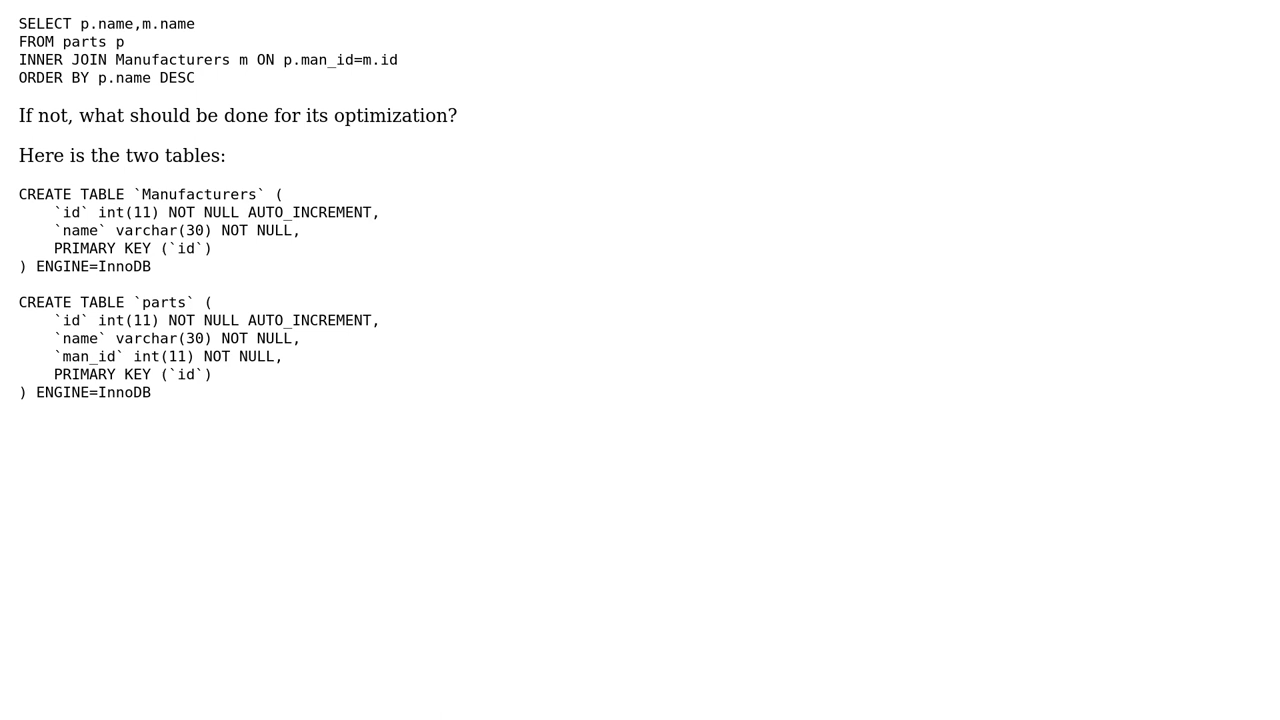 SELECT p.name,m.name
FROM parts p
INNER JOIN Manufacturers m ON p.man_id=m.id
ORDER BY p.name DESC
If not, what should be done for its optimization?
Here is the two tables:
CREATE TABLE `Manufacturers` (
    `id` int(11) NOT NULL AUTO_INCREMENT,
    `name` varchar(30) NOT NULL,
    PRIMARY KEY (`id`)
) ENGINE=InnoDB
CREATE TABLE `parts` (
    `id` int(11) NOT NULL AUTO_INCREMENT,
    `name` varchar(30) NOT NULL,
    `man_id` int(11) NOT NULL,
    PRIMARY KEY (`id`)
) ENGINE=InnoDB